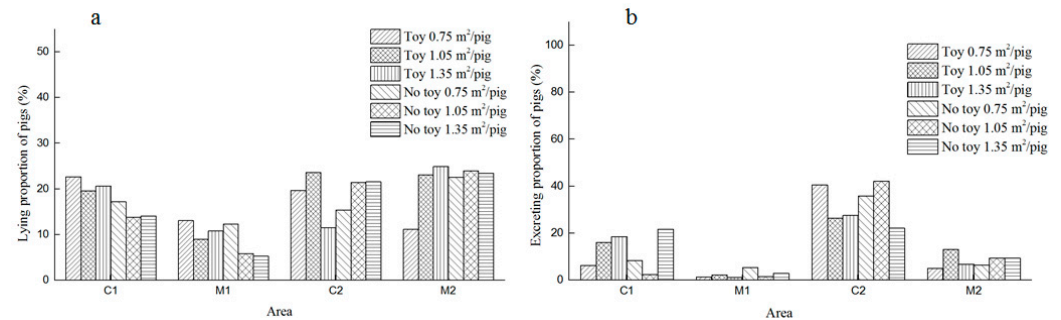 a
Lying proportion of pigs (%)
50
40
30
20
10
0
Toy 0.75 m²/pig
Toy 1.05 m²/pig
Toy 1.35 m²/pig
No toy 0.75 m²/pig
No toy 1.05 m²/pig
No toy 1.35 m²/pig
C1 M1 C2 M2
Area
b
Excreting proportion of pigs (%)
100
80
60
40
20
0
Toy 0.75 m²/pig
Toy 1.05 m²/pig
Toy 1.35 m²/pig
No toy 0.75 m²/pig
No toy 1.05 m²/pig
No toy 1.35 m²/pig
C1 M1 C2 M2
Area